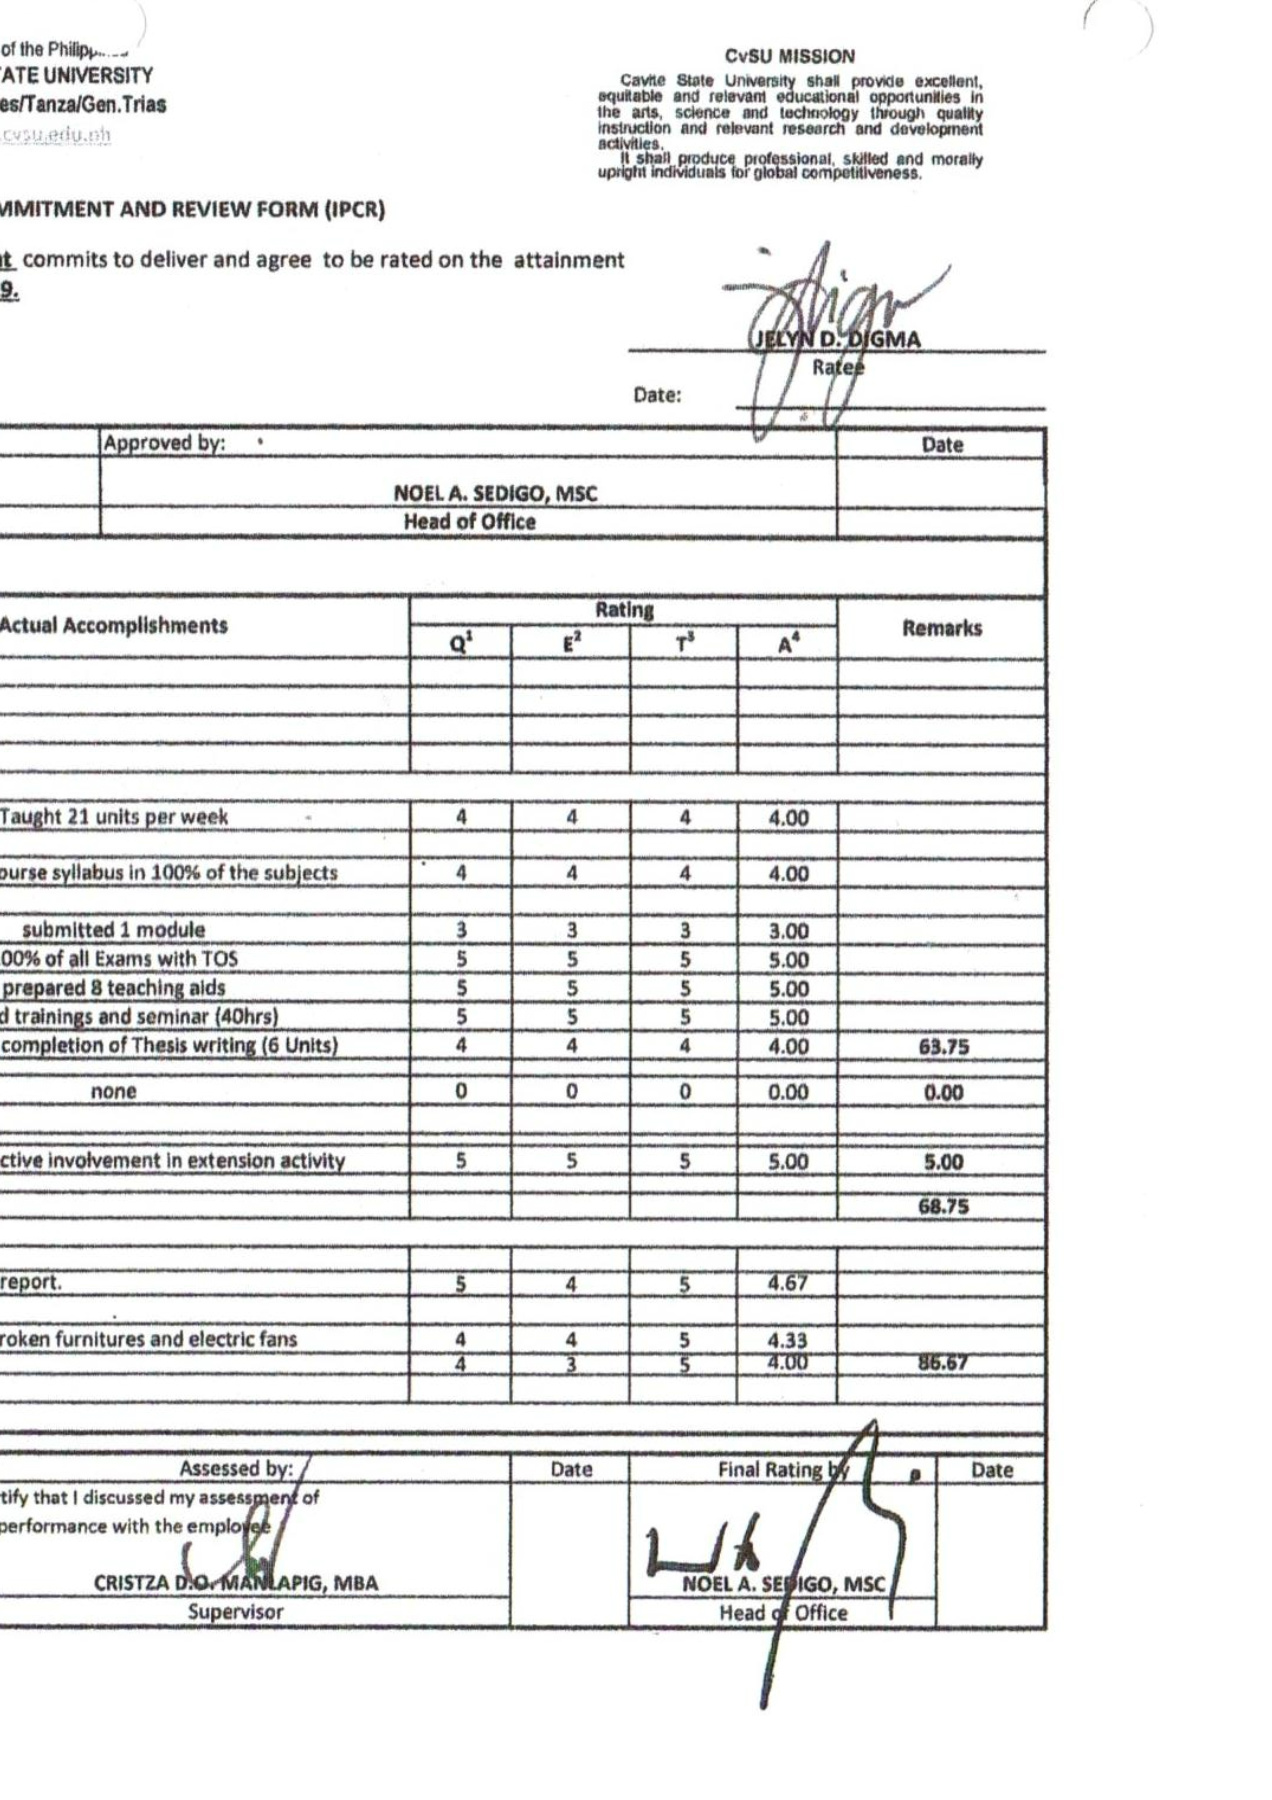 of the Philipp
ATE UNIVERSITY
es/Tanza/Gen.Trias
cvsu.edu.ph
CvSU MISSION
Cavite State University shall provide excellent,
equitable and relevant educational opportunities in
the arts, science and technology through quality
instruction and relevant research and development
activities.
It shall produce professional, skilled and morally
upright individuals for global competitiveness.
MMITMENT AND REVIEW FORM (IPCR)
t commits to deliver and agree to be rated on the attainment
9.
JELYN D. DIGMA
Ratee
Date:
Approved by: Date
NOEL A. SEDIGO, MSC
Head of Office
Actual Accomplishments Rating Remarks
Q¹ E² T³ A⁴
Taught 21 units per week 4 4 4 4.00
ourse syllabus in 100% of the subjects 4 4 4 4.00
submitted 1 module 3 3 3 3.00
00% of all Exams with TOS 5 5 5 5.00
prepared 8 teaching aids 5 5 5 5.00
d trainings and seminar (40hrs) 5 5 5 5.00
completion of Thesis writing (6 Units) 4 4 4 4.00 63.75
none 0 0 0 0.00 0.00
ctive involvement in extension activity 5 5 5 5.00 5.00
68.75
report. 5 4 5 4.67
roken furnitures and electric fans 4 4 5 4.33
4 3 5 4.00 86.67
Assessed by: Date Final Rating by Date
tify that I discussed my assessment of
performance with the employee
CRISTZA D.O. MANLAPIG, MBA NOEL A. SEDIGO, MSC
Supervisor Head of Office